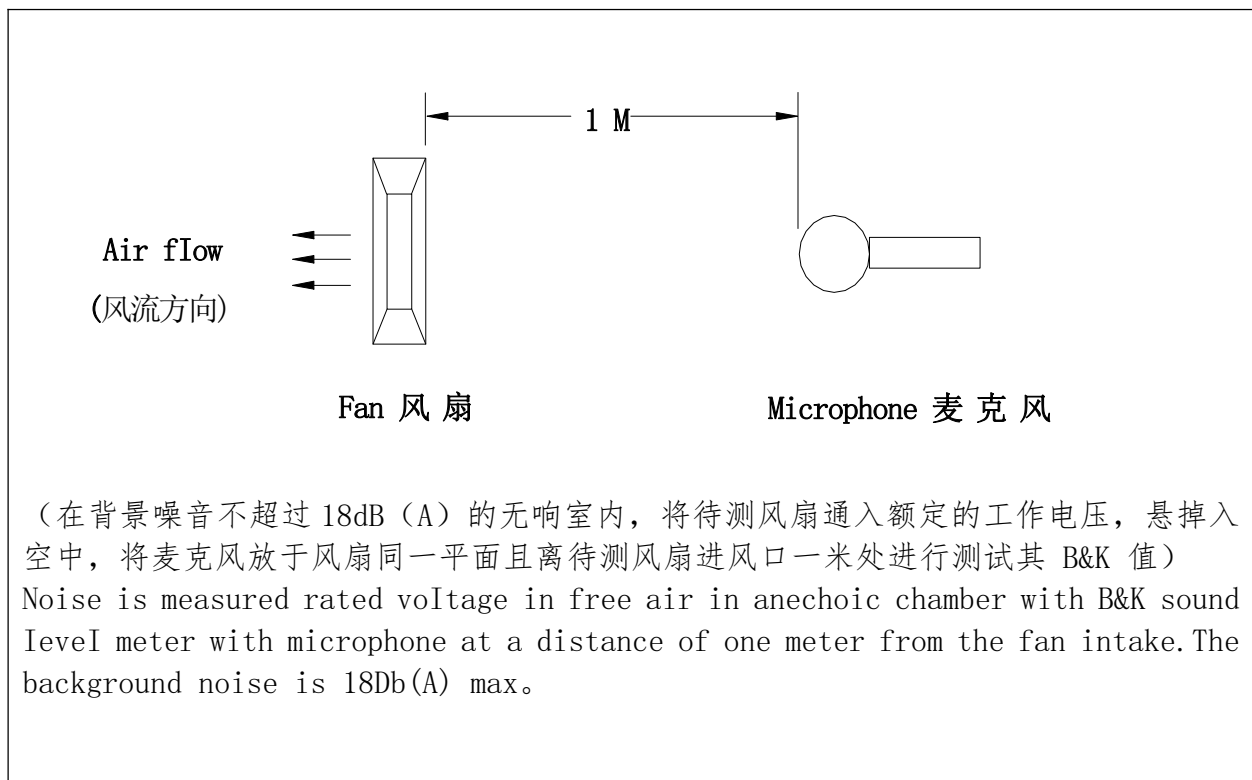 1 M
Air fIow
(风流方向)
Fan 风 扇
Microphone 麦 克 风
（在背景噪音不超过 18dB（A）的无响室内，将待测风扇通入额定的工作电压，悬掉入
空中，将麦克风放于风扇同一平面且离待测风扇进风口一米处进行测试其 B&K 值）
Noise is measured rated voItage in free air in anechoic chamber with B&K sound
IeveI meter with microphone at a distance of one meter from the fan intake.The
background noise is 18Db(A) max。